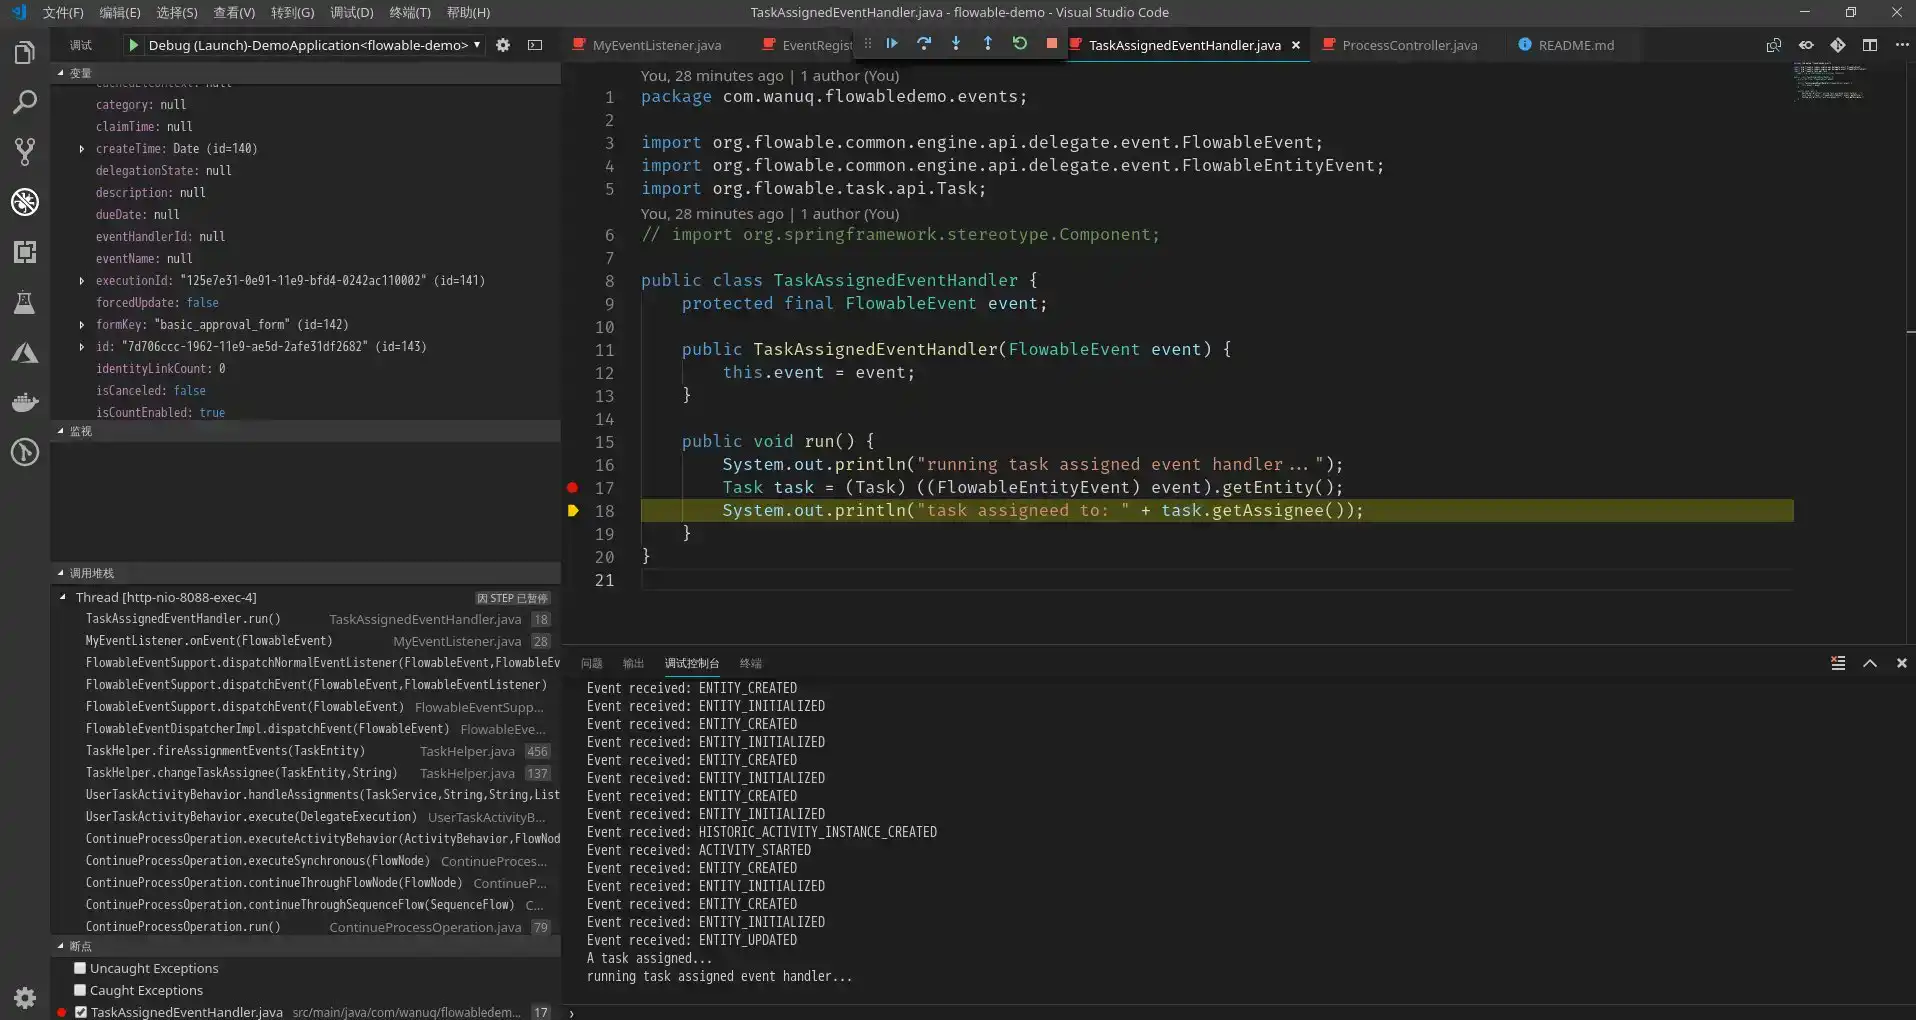 文件(F) 编辑(E) 选择(S) 查看(V) 转到(G) 调试(D) 终端(T) 帮助(H)
TaskAssignedEventHandler.java - flowable-demo - Visual Studio Code
调试 Debug (Launch)-DemoApplication<flowable-demo>
MyEventListener.java EventRegist TaskAssignedEventHandler.java ProcessController.java README.md
变量
category: null
claimTime: null
createTime: Date (id=140)
delegationState: null
description: null
dueDate: null
eventHandlerId: null
eventName: null
executionId: "125e7e31-0e91-11e9-bfd4-0242ac110002" (id=141)
forcedUpdate: false
formKey: "basic_approval_form" (id=142)
id: "7d706ccc-1962-11e9-ae5d-2afe31df2682" (id=143)
identityLinkCount: 0
isCanceled: false
isCountEnabled: true
监视
调用堆栈
Thread [http-nio-8088-exec-4] 因 STEP 已暂停
TaskAssignedEventHandler.run() TaskAssignedEventHandler.java 18
MyEventListener.onEvent(FlowableEvent) MyEventListener.java 28
FlowableEventSupport.dispatchNormalEventListener(FlowableEvent,FlowableEv
FlowableEventSupport.dispatchEvent(FlowableEvent,FlowableEventListener)
FlowableEventSupport.dispatchEvent(FlowableEvent) FlowableEventSupp...
FlowableEventDispatcherImpl.dispatchEvent(FlowableEvent) FlowableEve...
TaskHelper.fireAssignmentEvents(TaskEntity) TaskHelper.java 456
TaskHelper.changeTaskAssignee(TaskEntity,String) TaskHelper.java 137
UserTaskActivityBehavior.handleAssignments(TaskService,String,String,List
UserTaskActivityBehavior.execute(DelegateExecution) UserTaskActivityB...
ContinueProcessOperation.executeActivityBehavior(ActivityBehavior,FlowNod
ContinueProcessOperation.executeSynchronous(FlowNode) ContinueProces...
ContinueProcessOperation.continueThroughFlowNode(FlowNode) ContinueP...
ContinueProcessOperation.continueThroughSequenceFlow(SequenceFlow) C...
ContinueProcessOperation.run() ContinueProcessOperation.java 79
断点
Uncaught Exceptions
Caught Exceptions
TaskAssignedEventHandler.java src/main/java/com/wanuq/flowabledem... 17
You, 28 minutes ago | 1 author (You)
1 package com.wanuq.flowabledemo.events;
2
3 import org.flowable.common.engine.api.delegate.event.FlowableEvent;
4 import org.flowable.common.engine.api.delegate.event.FlowableEntityEvent;
5 import org.flowable.task.api.Task;
You, 28 minutes ago | 1 author (You)
6 // import org.springframework.stereotype.Component;
7
8 public class TaskAssignedEventHandler {
9 protected final FlowableEvent event;
10
11 public TaskAssignedEventHandler(FlowableEvent event) {
12 this.event = event;
13 }
14
15 public void run() {
16 System.out.println("running task assigned event handler...");
17 Task task = (Task) ((FlowableEntityEvent) event).getEntity();
18 System.out.println("task assigneed to: " + task.getAssignee());
19 }
20 }
21
问题 输出 调试控制台 终端
Event received: ENTITY_CREATED
Event received: ENTITY_INITIALIZED
Event received: ENTITY_CREATED
Event received: ENTITY_INITIALIZED
Event received: ENTITY_CREATED
Event received: ENTITY_INITIALIZED
Event received: ENTITY_CREATED
Event received: ENTITY_INITIALIZED
Event received: HISTORIC_ACTIVITY_INSTANCE_CREATED
Event received: ACTIVITY_STARTED
Event received: ENTITY_CREATED
Event received: ENTITY_INITIALIZED
Event received: ENTITY_CREATED
Event received: ENTITY_INITIALIZED
Event received: ENTITY_UPDATED
A task assigned...
running task assigned event handler...